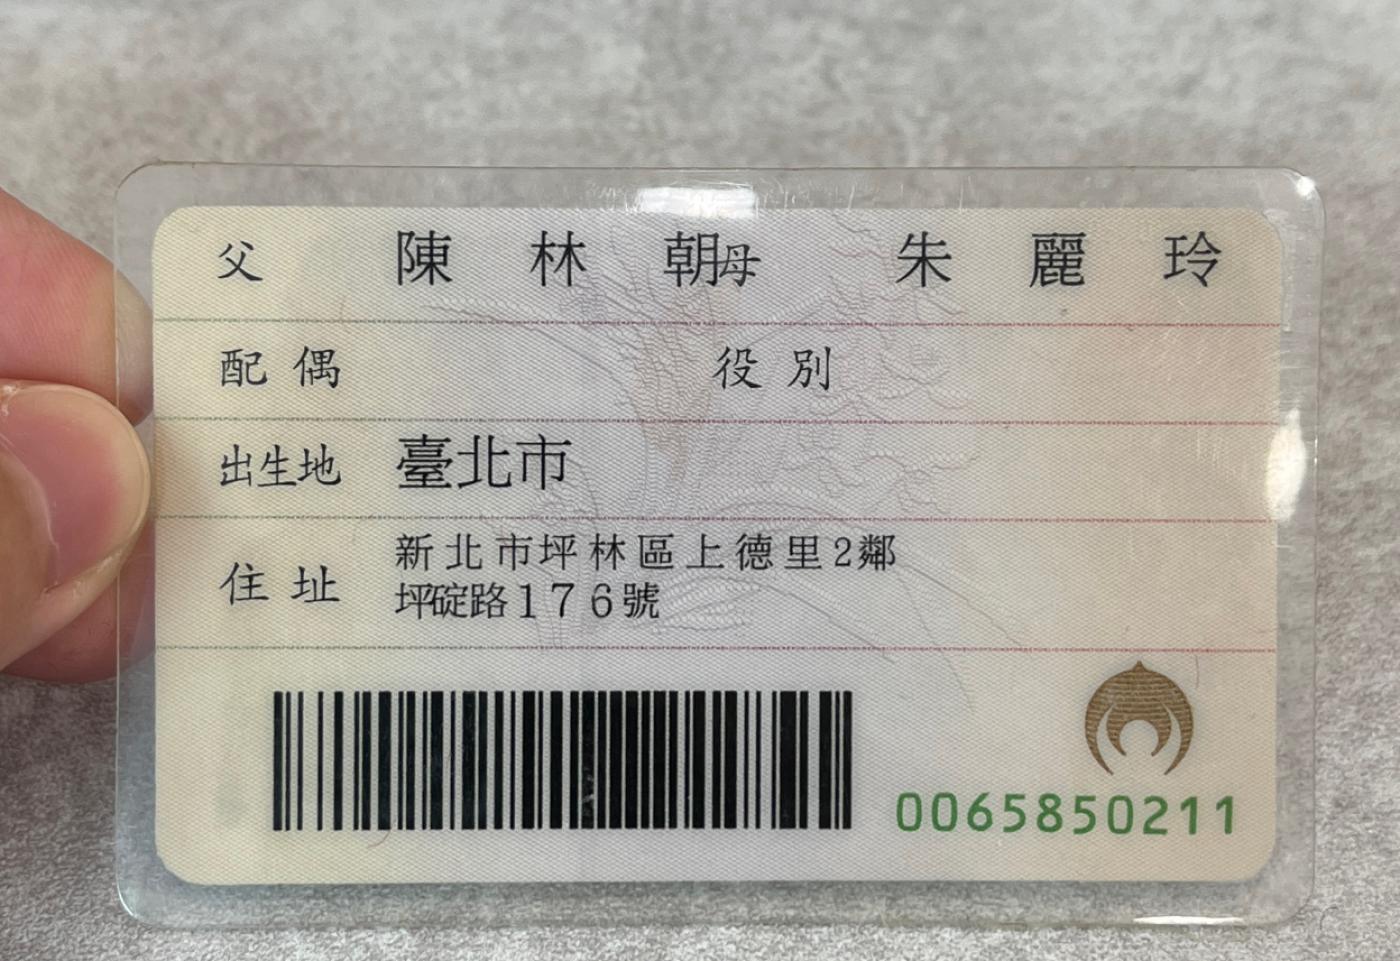 父 陳林朝 母 朱麗玲
配偶 役別
出生地 臺北市
住址 新北市坪林區上德里2鄰
坪碇路176號
0065850211